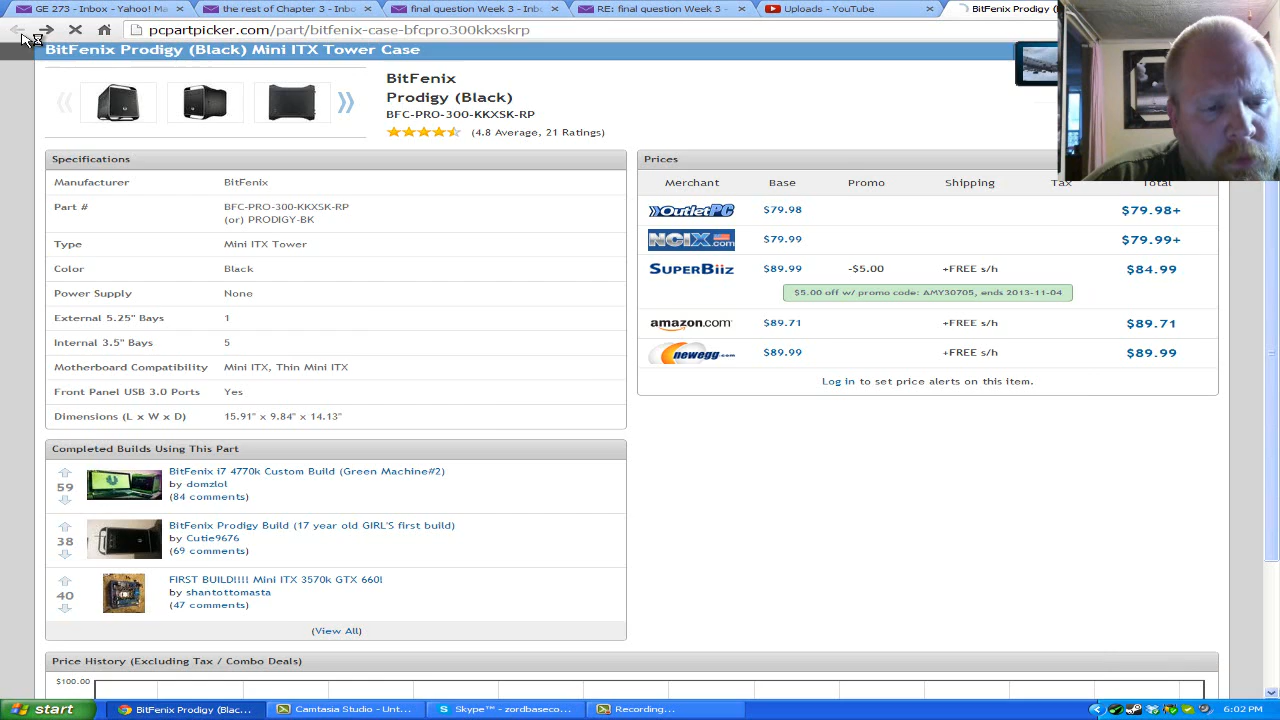 GE 273 - Inbox - Yahoo! Ma
the rest of Chapter 3 - Inbo
final question Week 3 - Inb
RE: final question Week 3 -
Uploads - YouTube
BitFenix Prodigy
pcpartpicker.com/part/bitfenix-case-bfcpro300kkxskrp
BitFenix Prodigy (Black) Mini ITX Tower Case
BitFenix
Prodigy (Black)
BFC-PRO-300-KKXSK-RP
(4.8 Average, 21 Ratings)
Specifications
Manufacturer BitFenix
Part # BFC-PRO-300-KKXSK-RP
(or) PRODIGY-BK
Type Mini ITX Tower
Color Black
Power Supply None
External 5.25" Bays 1
Internal 3.5" Bays 5
Motherboard Compatibility Mini ITX, Thin Mini ITX
Front Panel USB 3.0 Ports Yes
Dimensions (L x W x D) 15.91" x 9.84" x 14.13"
Prices
Merchant Base Promo Shipping Tax Total
OutletPC $79.98 $79.98+
NCIX.com $79.99 $79.99+
SUPERBIIZ $89.99 -$5.00 +FREE s/h $84.99
$5.00 off w/ promo code: AMY30705, ends 2013-11-04
amazon.com $89.71 +FREE s/h $89.71
newegg.com $89.99 +FREE s/h $89.99
Log in to set price alerts on this item.
Completed Builds Using This Part
59
BitFenix i7 4770k Custom Build (Green Machine#2)
by domzlol
(84 comments)
38
BitFenix Prodigy Build (17 year old GIRL'S first build)
by Cutie9676
(69 comments)
40
FIRST BUILD!!!! Mini ITX 3570k GTX 660!
by shantottomasta
(47 comments)
(View All)
Price History (Excluding Tax / Combo Deals)
$100.00
start
BitFenix Prodigy (Blac...
Camtasia Studio - Unt...
Skype™ - zordbaseco...
Recording...
6:02 PM